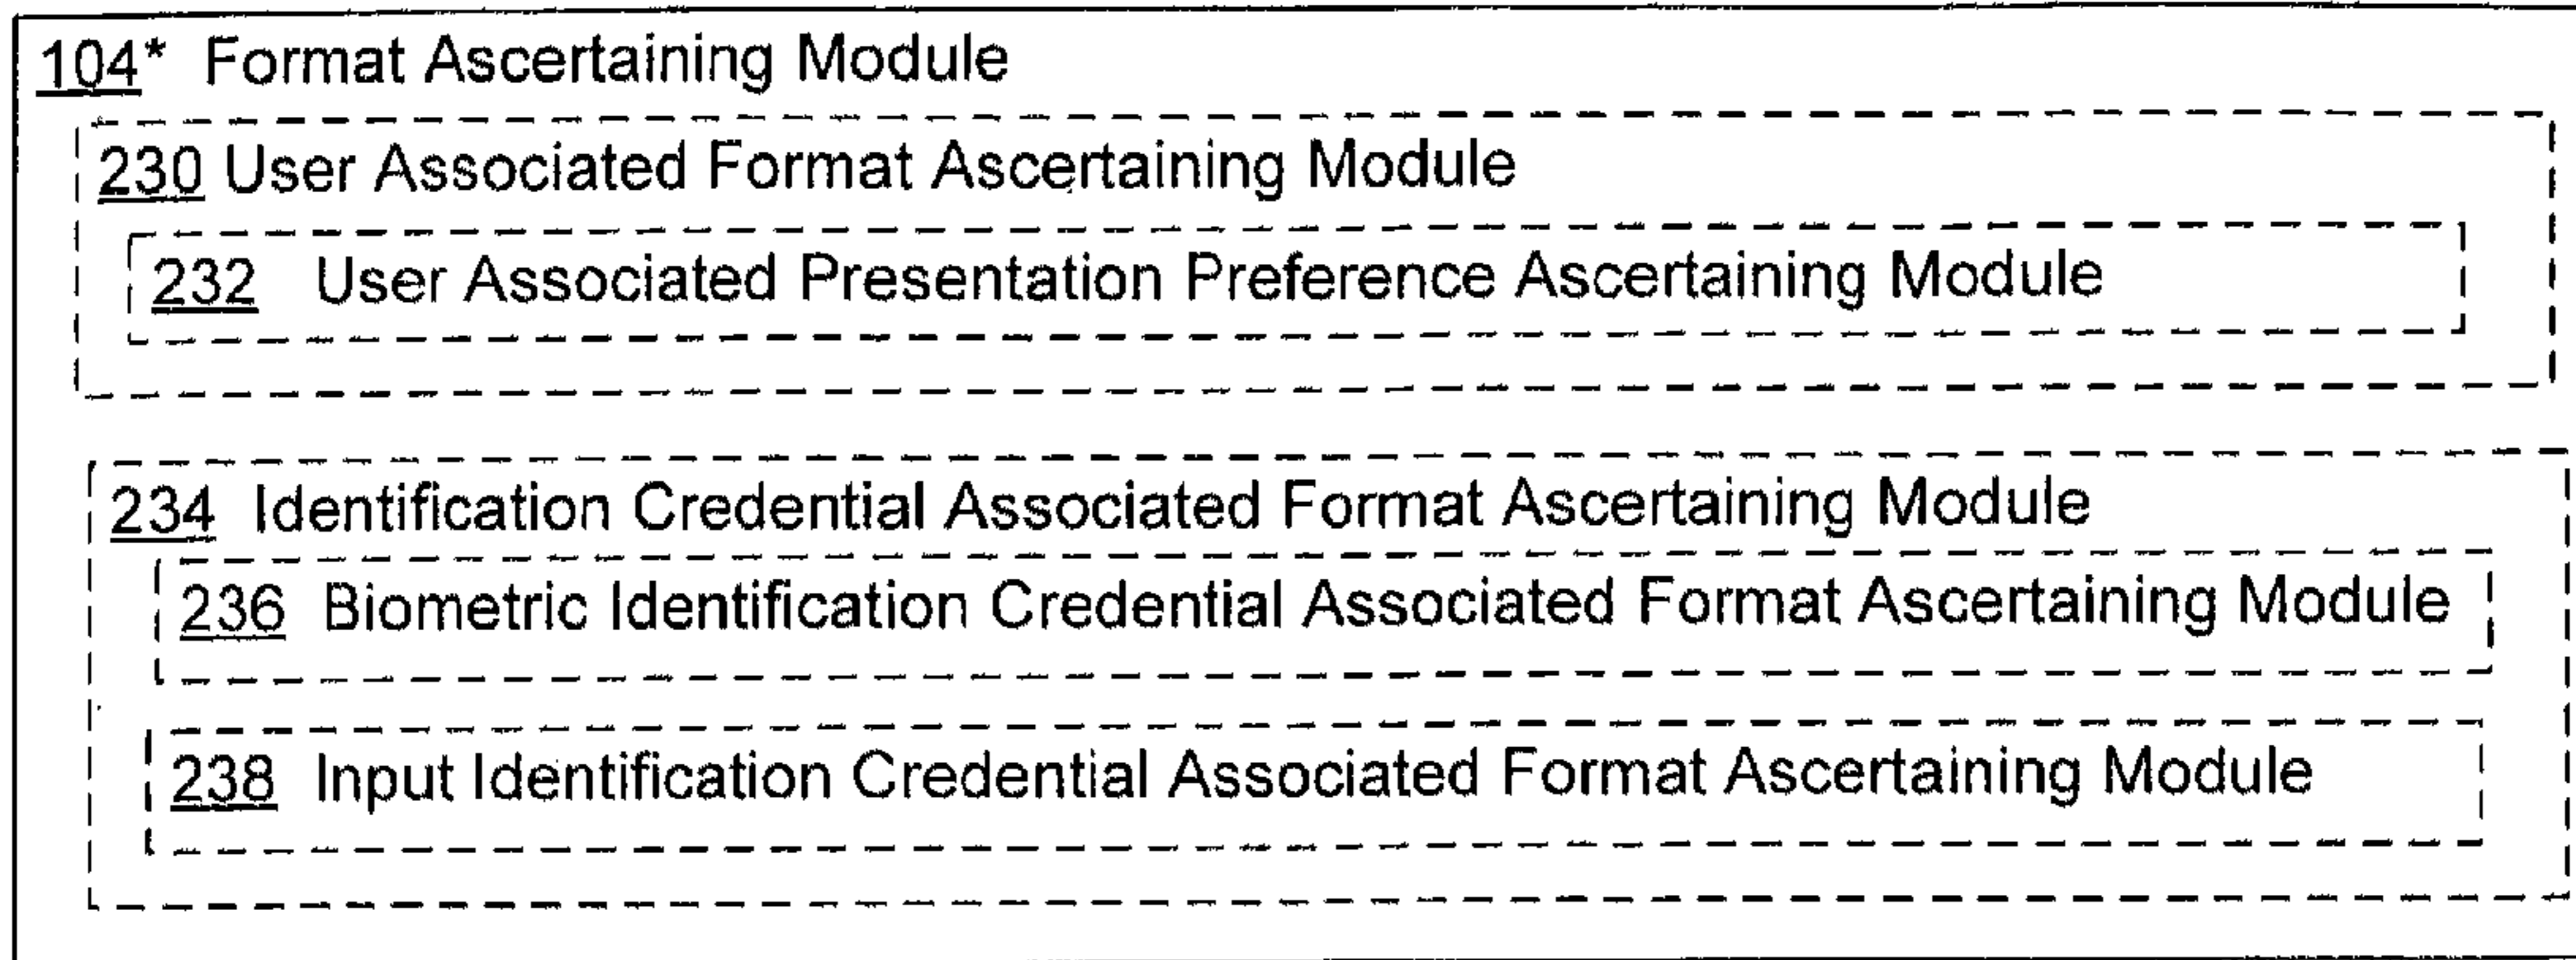 104* Format Ascertaining Module
230 User Associated Format Ascertaining Module
232 User Associated Presentation Preference Ascertaining Module
234 Identification Credential Associated Format Ascertaining Module
236 Biometric Identification Credential Associated Format Ascertaining Module
238 Input Identification Credential Associated Format Ascertaining Module